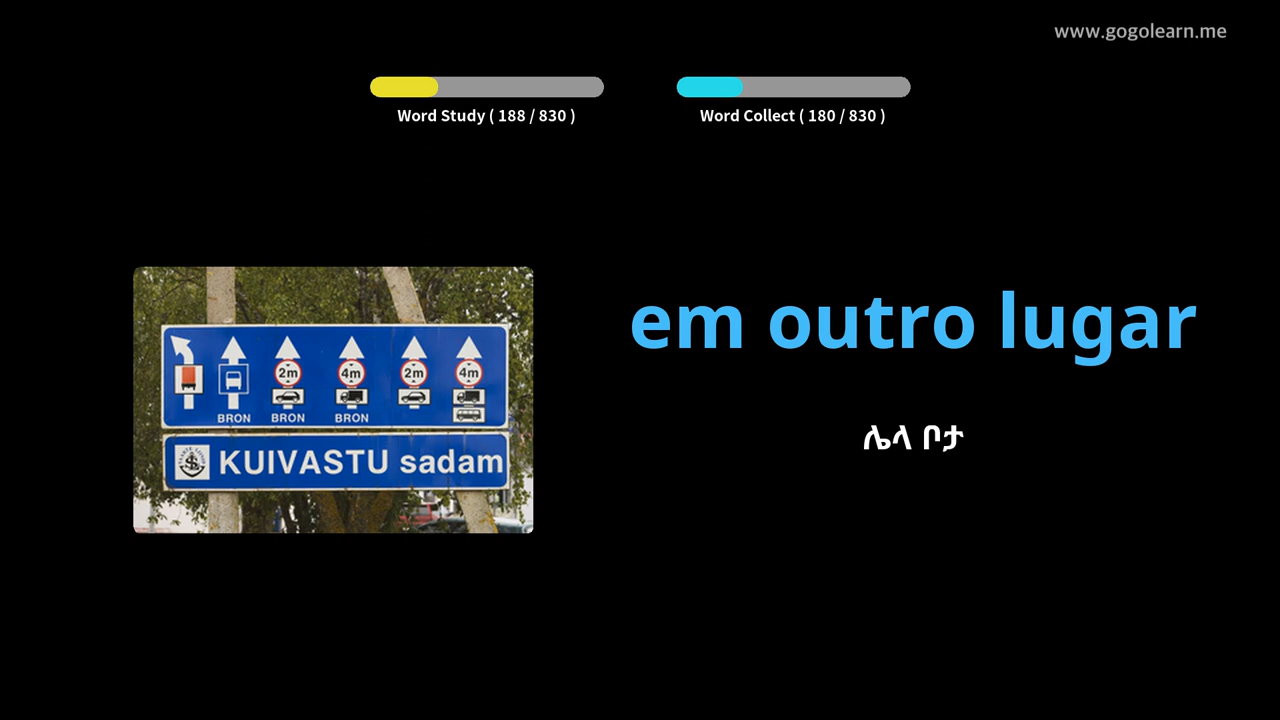 www.gogolearn.me
Word Study ( 188 / 830 )
Word Collect ( 180 / 830 )
em outro lugar
ሌላ ቦታ
2m 4m 2m 4m
BRON BRON BRON
KUIVASTU sadam